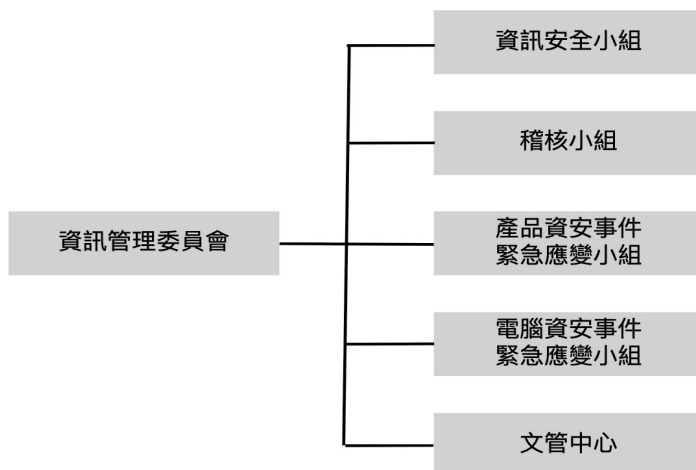 資訊安全小組
稽核小組
資訊管理委員會
產品資安事件
緊急應變小組
電腦資安事件
緊急應變小組
文管中心